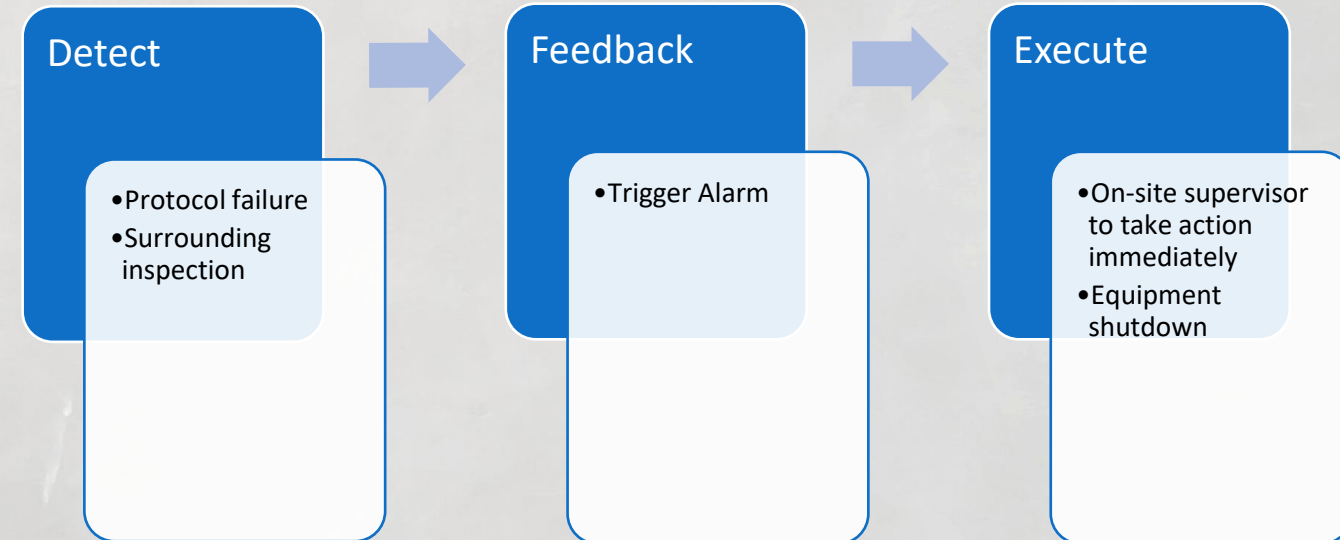 Detect
•Protocol failure
•Surrounding
inspection
Feedback
•Trigger Alarm
Execute
•On-site supervisor
to take action
immediately
•Equipment
shutdown